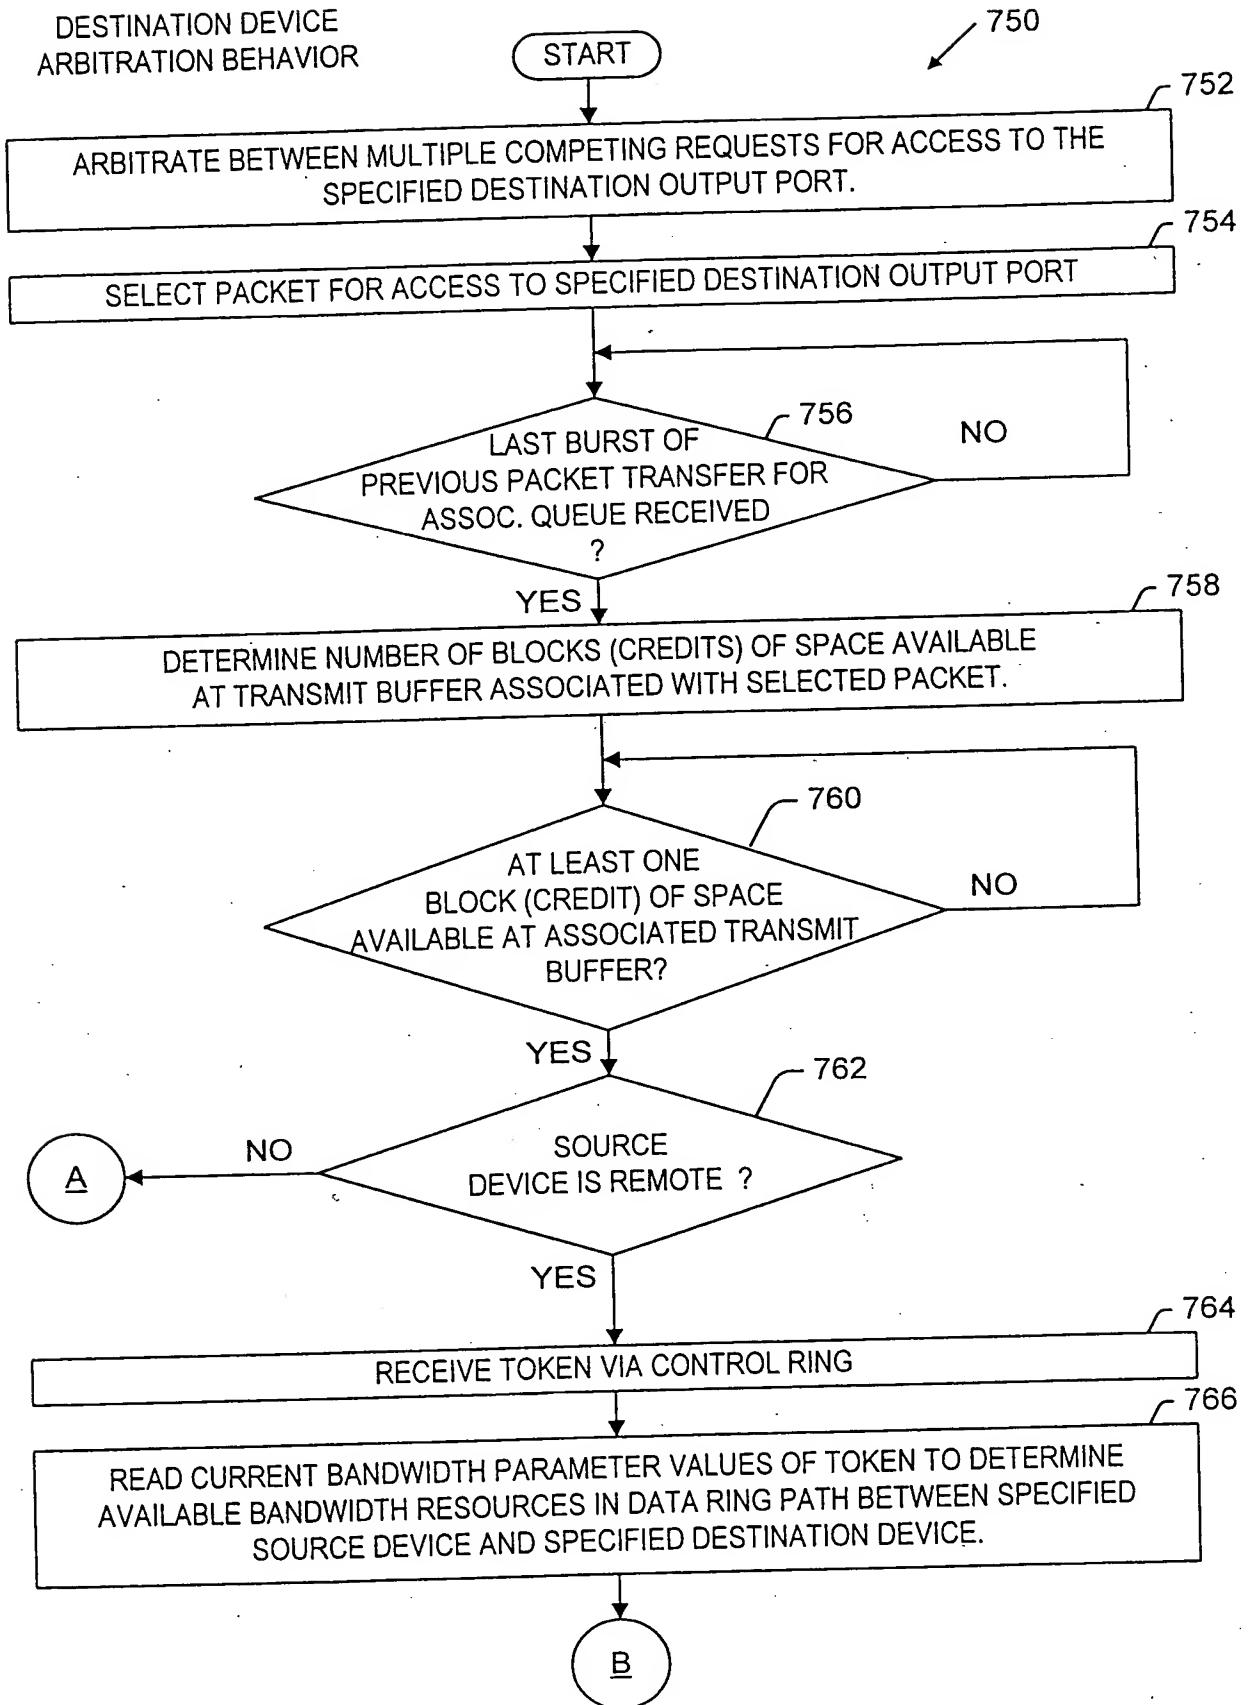 DESTINATION DEVICE
ARBITRATION BEHAVIOR
START
750
752
ARBITRATE BETWEEN MULTIPLE COMPETING REQUESTS FOR ACCESS TO THE
SPECIFIED DESTINATION OUTPUT PORT.
754
SELECT PACKET FOR ACCESS TO SPECIFIED DESTINATION OUTPUT PORT
756
LAST BURST OF
PREVIOUS PACKET TRANSFER FOR
ASSOC. QUEUE RECEIVED
?
NO
YES
758
DETERMINE NUMBER OF BLOCKS (CREDITS) OF SPACE AVAILABLE
AT TRANSMIT BUFFER ASSOCIATED WITH SELECTED PACKET.
760
AT LEAST ONE
BLOCK (CREDIT) OF SPACE
AVAILABLE AT ASSOCIATED TRANSMIT
BUFFER?
NO
YES
762
SOURCE
DEVICE IS REMOTE ?
NO
A
YES
764
RECEIVE TOKEN VIA CONTROL RING
766
READ CURRENT BANDWIDTH PARAMETER VALUES OF TOKEN TO DETERMINE
AVAILABLE BANDWIDTH RESOURCES IN DATA RING PATH BETWEEN SPECIFIED
SOURCE DEVICE AND SPECIFIED DESTINATION DEVICE.
B